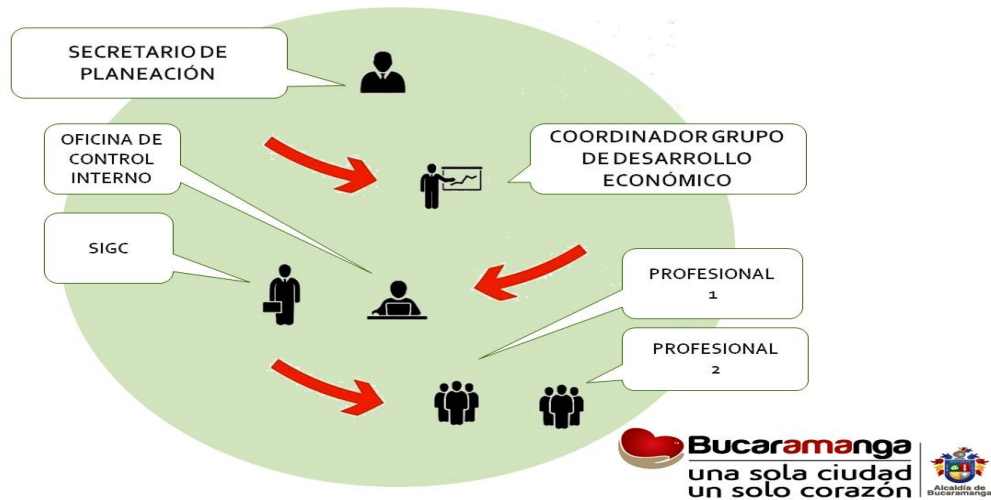 SECRETARIO DE
PLANEACIÓN
OFICINA DE
CONTROL
INTERNO
COORDINADOR GRUPO
DE DESARROLLO
ECONÓMICO
SIGC
PROFESIONAL
1
PROFESIONAL
2
Bucaramanga
una sola ciudad
un solo corazón
Alcaldía de
Bucaramanga